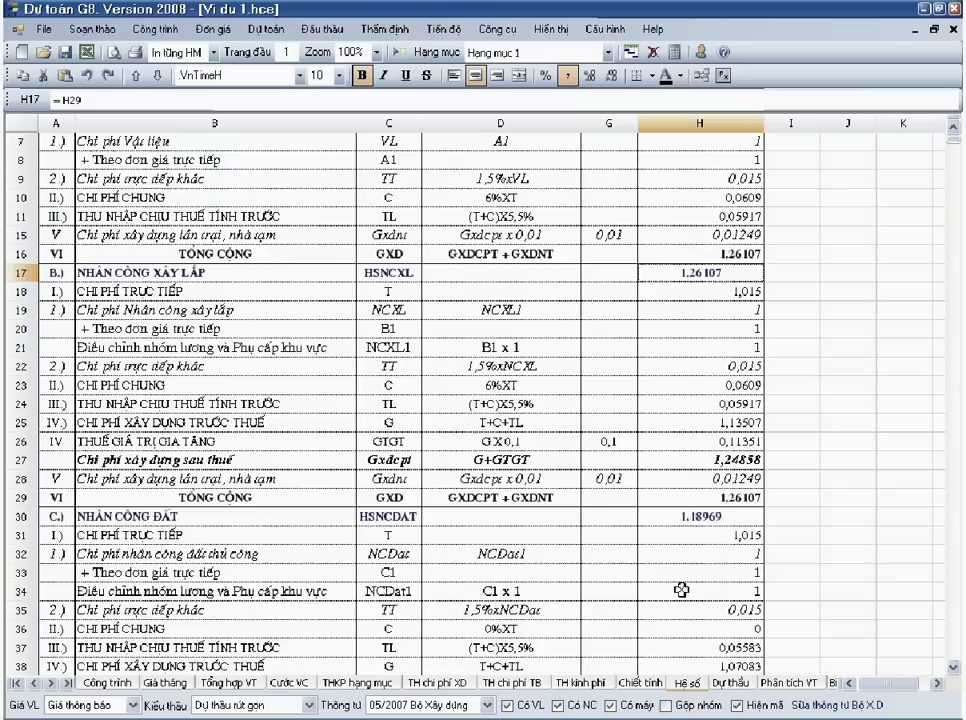 Dự toán G8. Version 2008 - [Vi du 1.hce]
File Soạn thảo Công trình Đơn giá Dự toán Đấu thầu Thẩm định Tiến độ Công cụ Hiển thị Cấu hình Help
In từng HM Trang đầu 1 Zoom 100% Hạng mục Hạng mục 1
.VnTimeH 10 B I U S % ,
H17 =H29
A B C D G H I J K
7 1.) Chi phí Vật liệu VL A1 1
8 + Theo đơn giá trực tiếp A1 1
9 2.) Chi phí trực tiếp khác TT 1,5%xVL 0,015
10 II.) CHI PHÍ CHUNG C 6%XT 0,0609
11 III.) THU NHẬP CHỊU THUẾ TÍNH TRƯỚC TL (T+C)X5,5% 0,05917
15 V Chi phí xây dựng lán trại, nhà tạm Gxdnt Gxdcpt x 0,01 0,01 0,01249
16 VI TỔNG CỘNG GXD GXDCPT + GXDNT 1,26107
17 B.) NHÂN CÔNG XÂY LẮP HSNCXL 1,26107
18 I.) CHI PHÍ TRỰC TIẾP T 1,015
19 1.) Chi phí Nhân công xây lắp NCXL NCXL1 1
20 + Theo đơn giá trực tiếp B1 1
21 Điều chỉnh nhóm lương và Phụ cấp khu vực NCXL1 B1 x 1 1
22 2.) Chi phí trực tiếp khác TT 1,5%xNCXL 0,015
23 II.) CHI PHÍ CHUNG C 6%XT 0,0609
24 III.) THU NHẬP CHỊU THUẾ TÍNH TRƯỚC TL (T+C)X5,5% 0,05917
25 IV.) CHI PHÍ XÂY DỰNG TRƯỚC THUẾ G T+C+TL 1,13507
26 IV THUẾ GIÁ TRỊ GIA TĂNG GTGT G X 0,1 0,1 0,11351
27 Chi phí xây dựng sau thuế Gxdcpt G+GTGT 1,24858
28 V Chi phí xây dựng lán trại, nhà tạm Gxdnt Gxdcpt x 0,01 0,01 0,01249
29 VI TỔNG CỘNG GXD GXDCPT + GXDNT 1,26107
30 C.) NHÂN CÔNG ĐẤT HSNCDAT 1,18969
31 I.) CHI PHÍ TRỰC TIẾP T 1,015
32 1.) Chi phí nhân công đất thủ công NCDat NCDat1 1
33 + Theo đơn giá trực tiếp C1 1
34 Điều chỉnh nhóm lương và Phụ cấp khu vực NCDat1 C1 x 1 1
35 2.) Chi phí trực tiếp khác TT 1,5%xNCDat 0,015
36 II.) CHI PHÍ CHUNG C 0%XT 0
37 III.) THU NHẬP CHỊU THUẾ TÍNH TRƯỚC TL (T+C)X5,5% 0,05583
38 IV.) CHI PHÍ XÂY DỰNG TRƯỚC THUẾ G T+C+TL 1,07083
Công trình Giá tháng Tổng hợp VT Cước VC THKP hạng mục TH chi phí XD TH chi phí TB TH kinh phí Chiết tính Hệ số Dự thầu Phân tích VT Bi
Giá VL Giá thông báo Kiểu thầu Dự thầu rút gọn Thông tư 05/2007 Bộ Xây dựng Có VL Có NC Có máy Gộp nhóm Hiện mã Sửa thông tư Bộ X.D